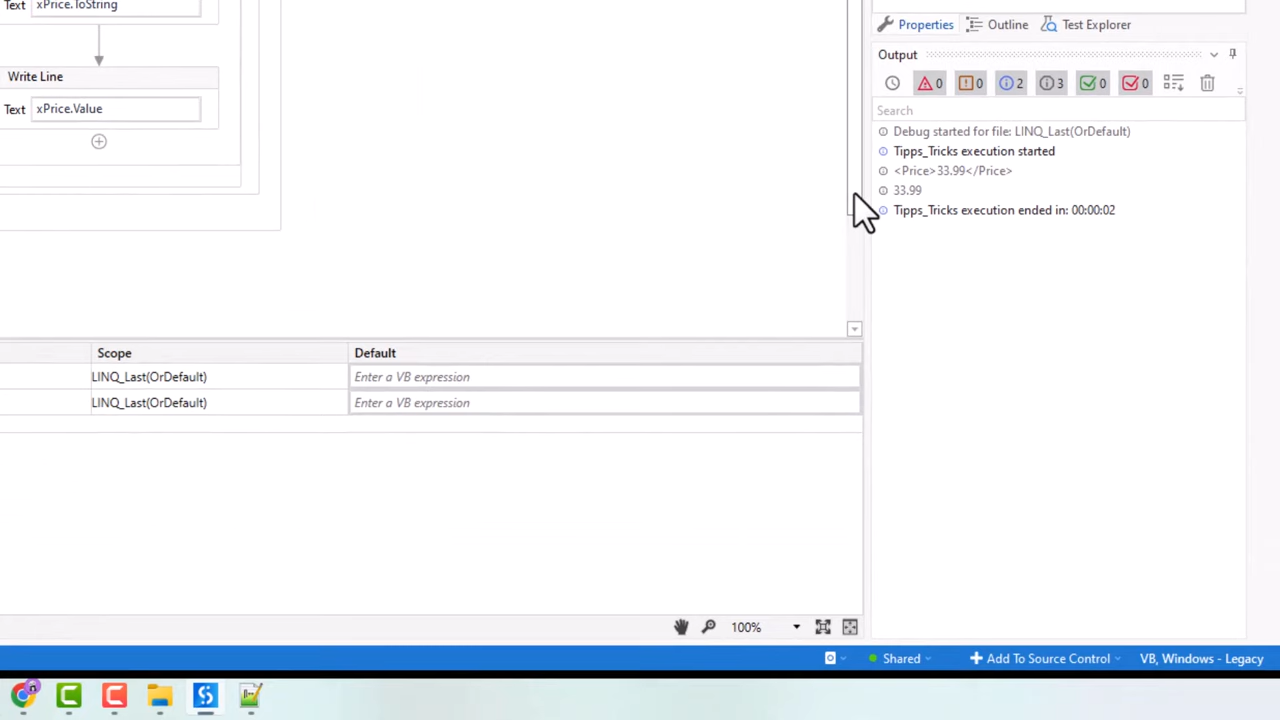 Text xPrice.ToString
Write Line
Text xPrice.Value
Properties Outline Test Explorer
Output
0 0 2 3 0 0
Search
Debug started for file: LINQ_Last(OrDefault)
Tipps_Tricks execution started
<Price>33.99</Price>
33.99
Tipps_Tricks execution ended in: 00:00:02
Scope Default
LINQ_Last(OrDefault) Enter a VB expression
LINQ_Last(OrDefault) Enter a VB expression
100%
Shared Add To Source Control VB, Windows - Legacy